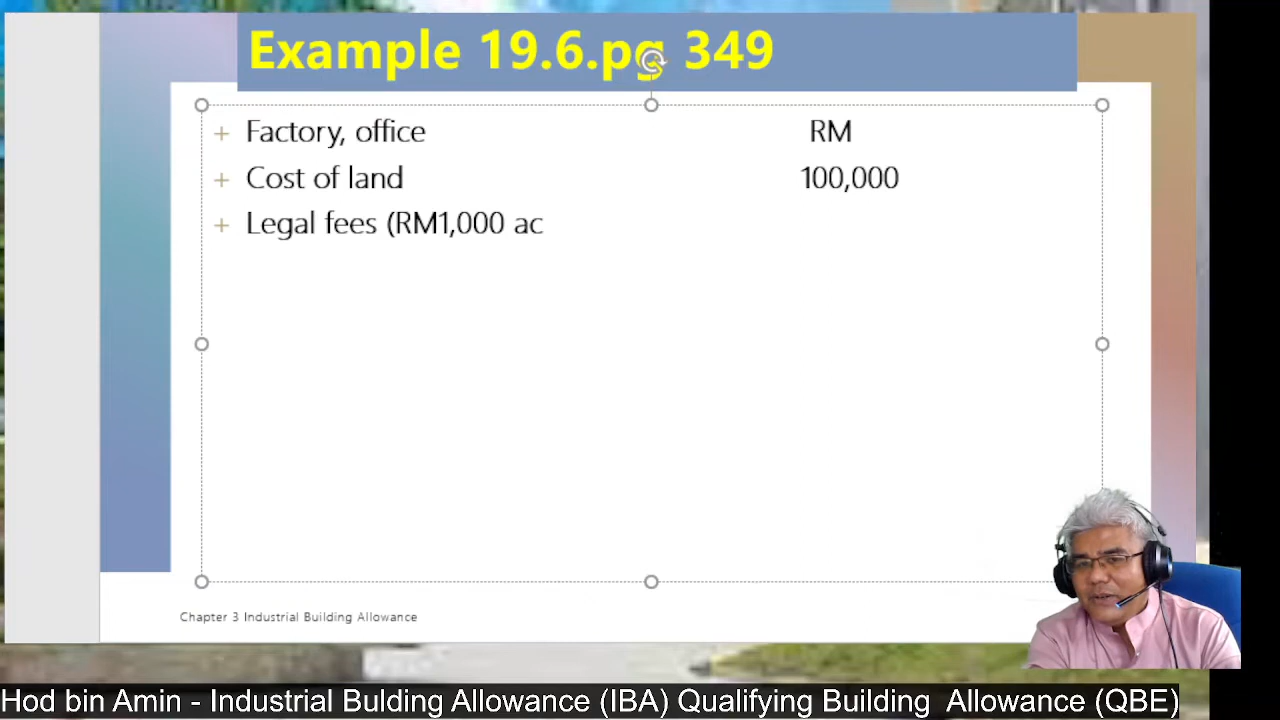 Example 19.6.pg 349
+ Factory, office RM
+ Cost of land 100,000
+ Legal fees (RM1,000 ac
Chapter 3 Industrial Building Allowance
Hod bin Amin - Industrial Bulding Allowance (IBA) Qualifying Building Allowance (QBE)